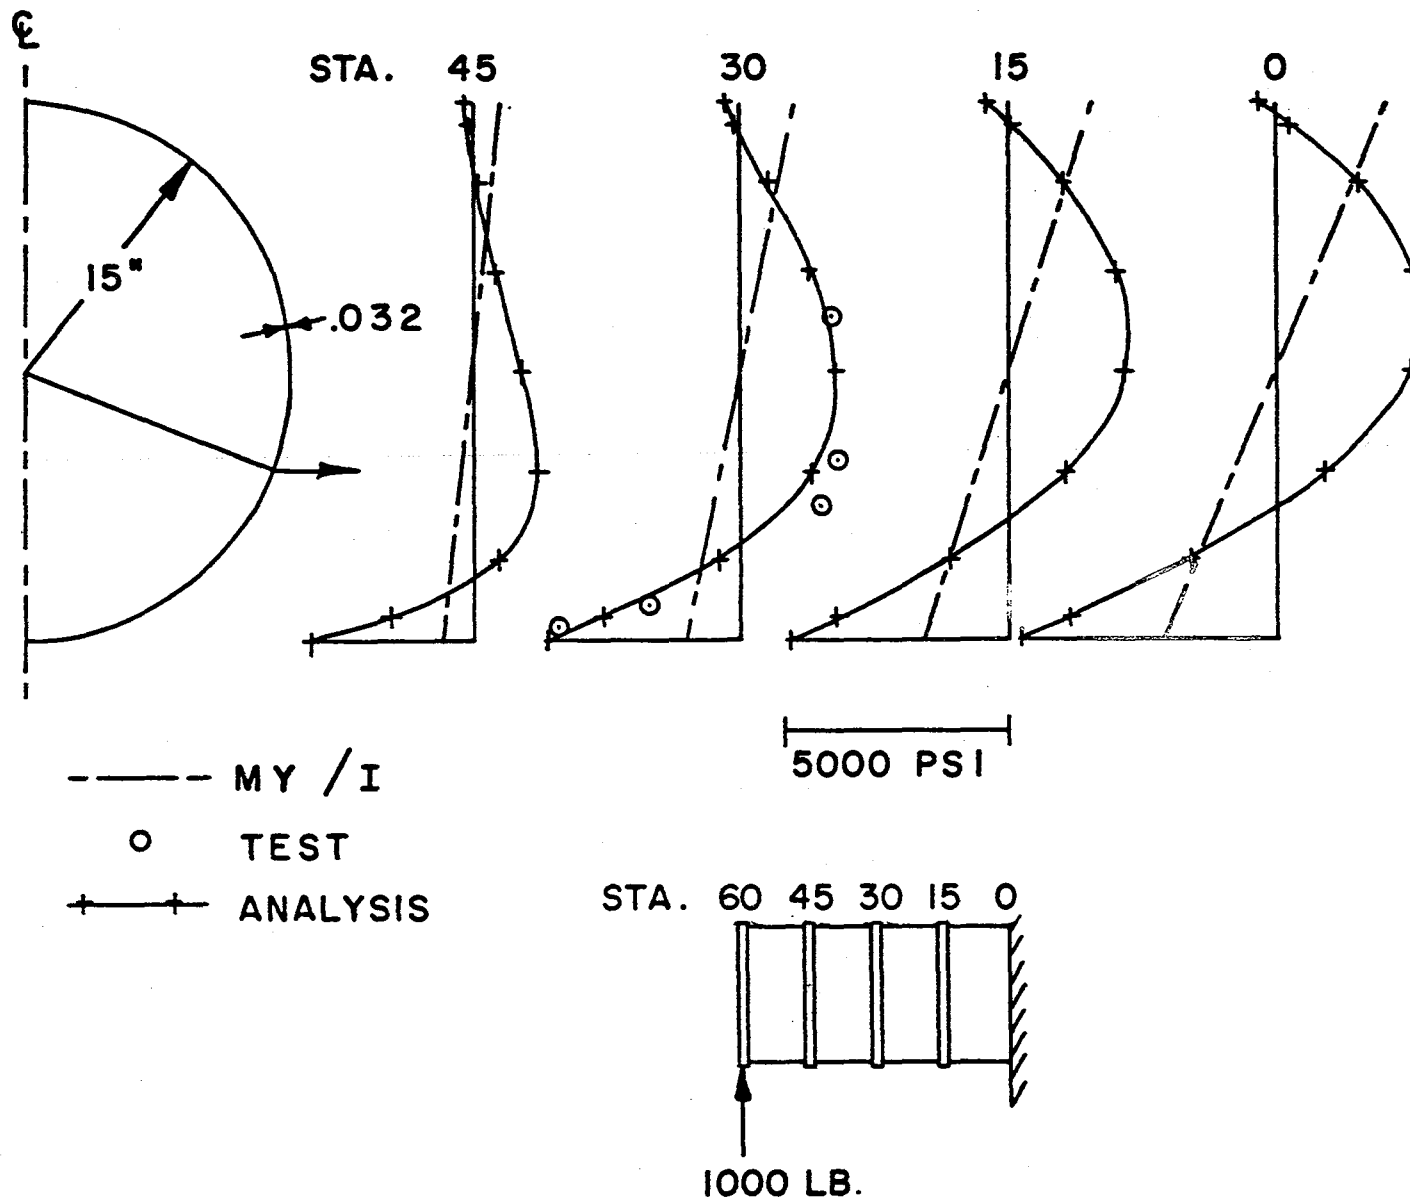 ℄
STA. 45 30 15 0
15"
.032
5000 PSI
MY /I
TEST
ANALYSIS
STA. 60 45 30 15 0
1000 LB.